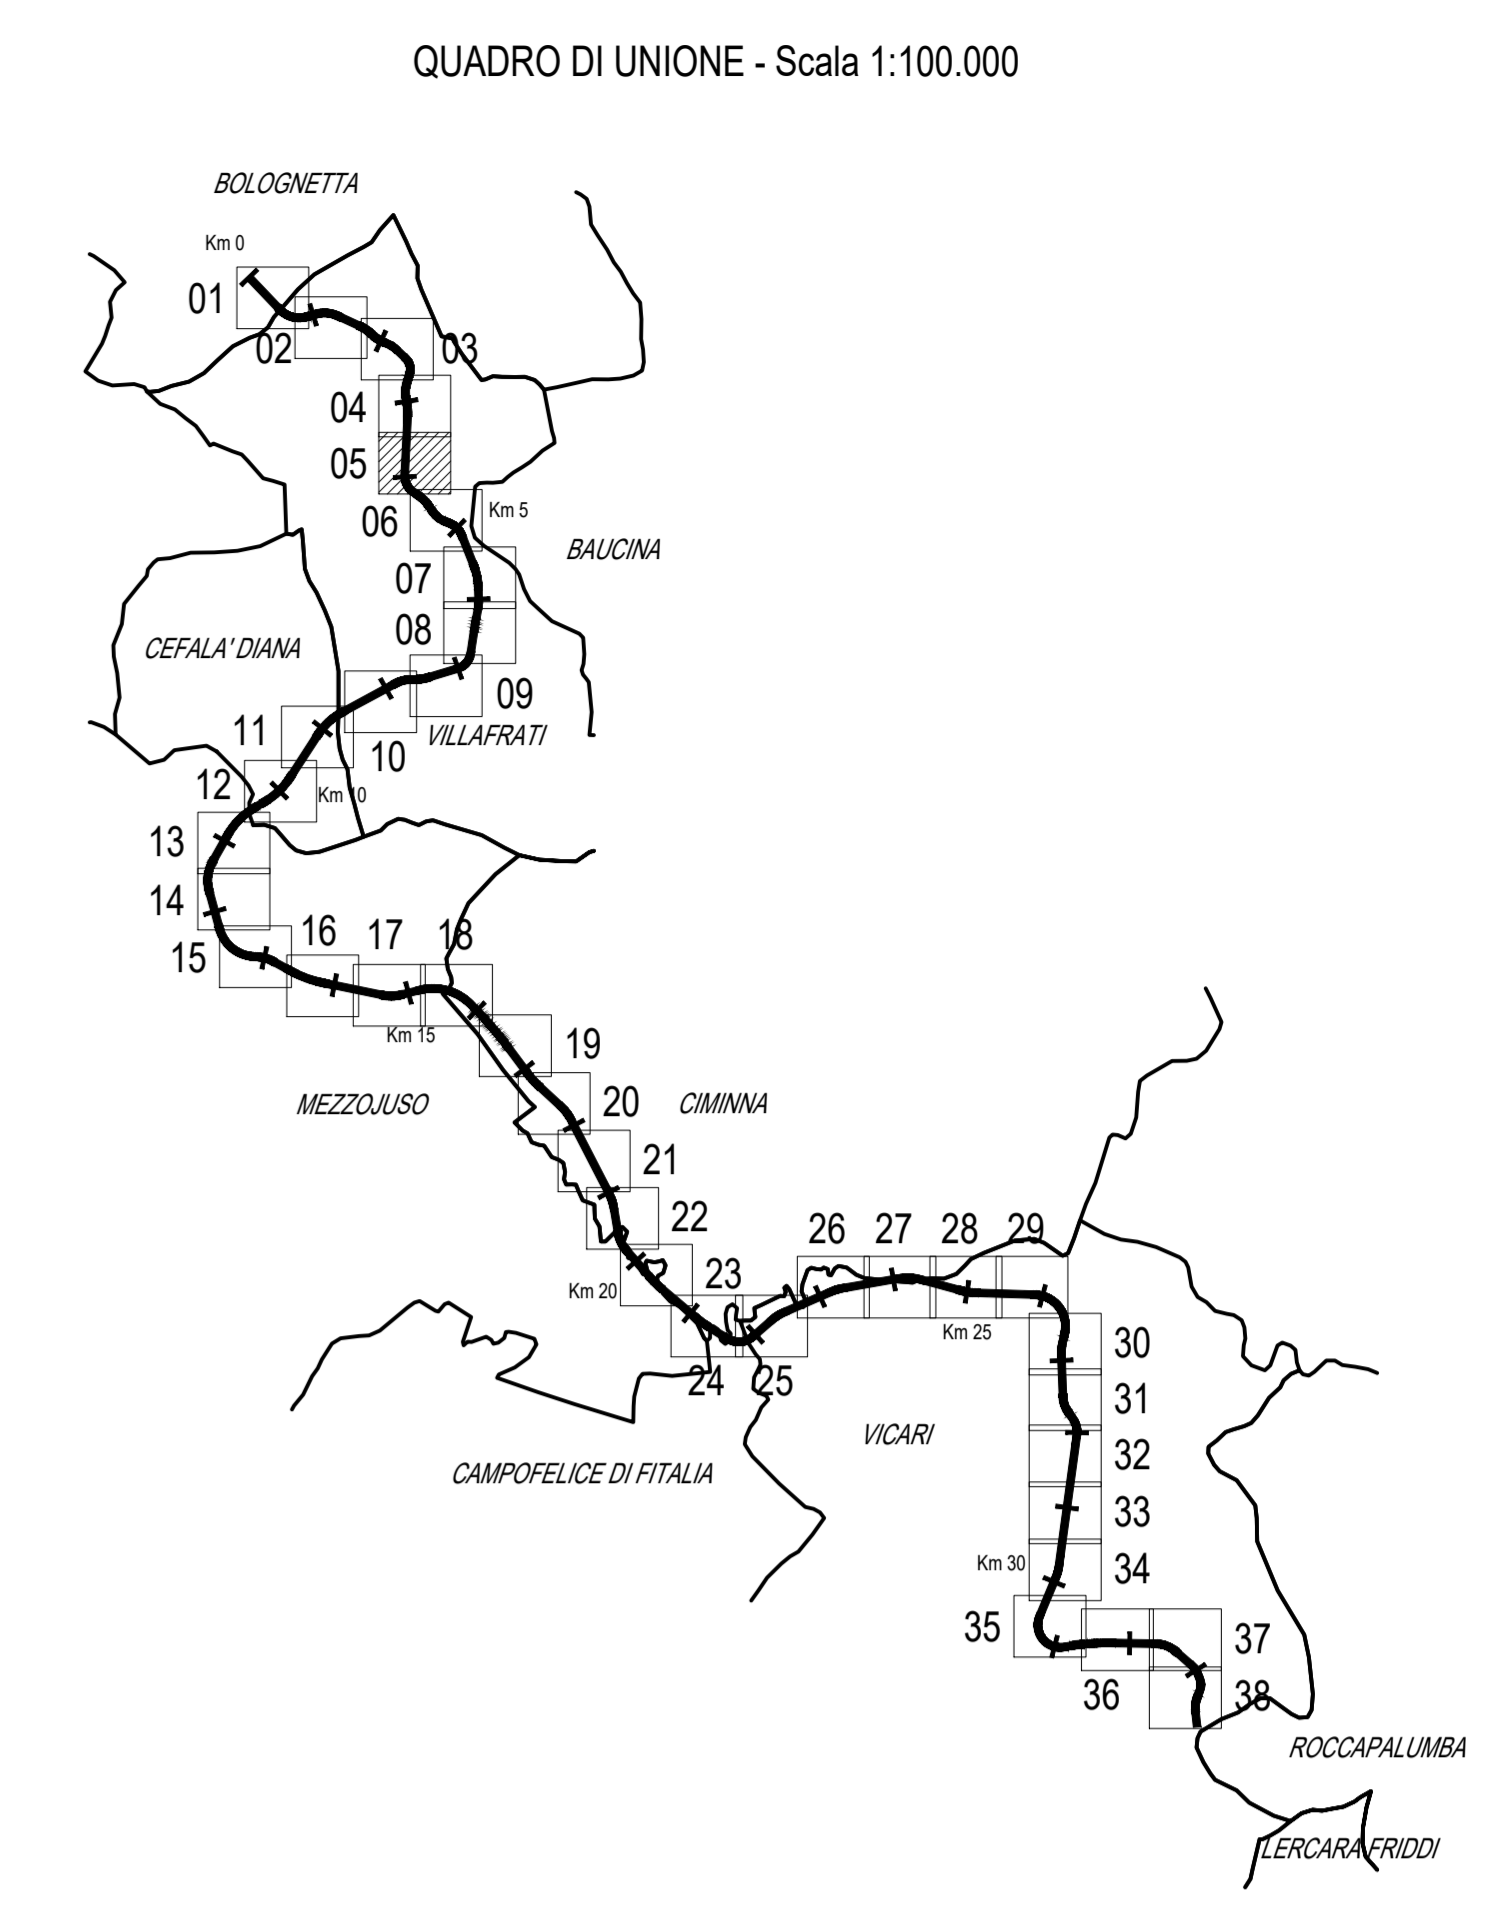 QUADRO DI UNIONE - Scala 1:100.000
BOLOGNETTA
Km 0
01
02
03
04
05
06
Km 5
BAUCINA
07
08
CEFALA' DIANA
09
VILLAFRATI
10
11
12
Km 10
13
14
15
16
17
18
Km 15
19
MEZZOJUSO
CIMINNA
20
21
22
Km 20
23
24
25
26
27
28
29
Km 25
30
31
VICARI
32
CAMPOFELICE DI FITALIA
33
Km 30
34
35
36
37
38
ROCCAPALUMBA
LERCARA FRIDDI